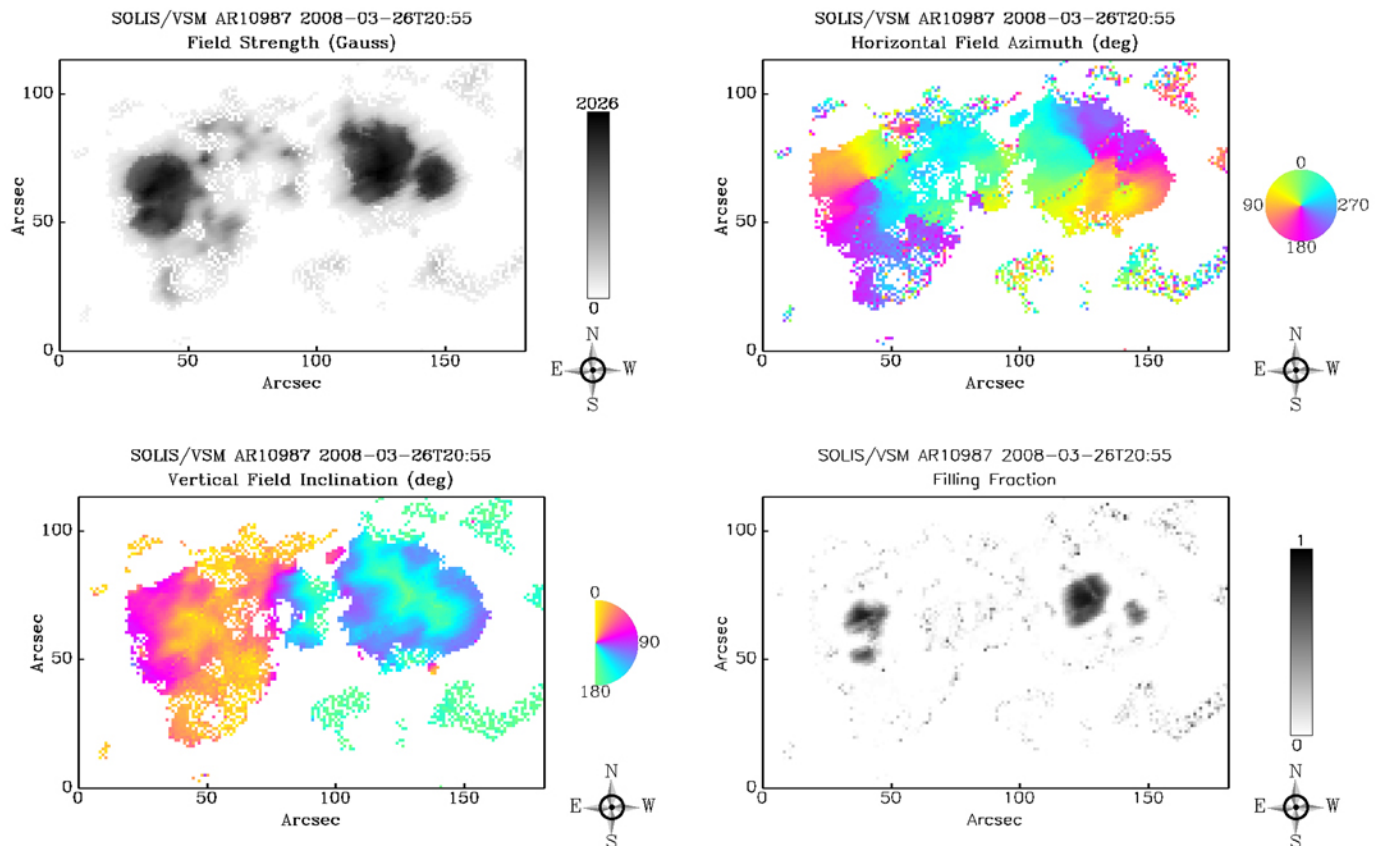 SOLIS/VSM AR10987 2008-03-26T20:55
Field Strength (Gauss)
100
50
0
Arcsec
0
50
100
150
Arcsec
2026
0
N
E
W
S
SOLIS/VSM AR10987 2008-03-26T20:55
Horizontal Field Azimuth (deg)
100
50
0
Arcsec
0
50
100
150
Arcsec
0
90
270
180
N
E
W
S
SOLIS/VSM AR10987 2008-03-26T20:55
Vertical Field Inclination (deg)
100
50
0
Arcsec
0
50
100
150
Arcsec
0
90
180
N
E
W
S
SOLIS/VSM AR10987 2008-03-26T20:55
Filling Fraction
100
50
0
Arcsec
0
50
100
150
Arcsec
1
0
N
E
W
S